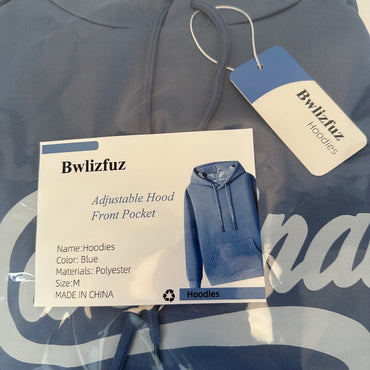 Bwlizfuz
Hoodies
Bwlizfuz
Adjustable Hood
Front Pocket
Name:Hoodies
Color: Blue
Materials: Polyester
Size:M
MADE IN CHINA
Hoodies